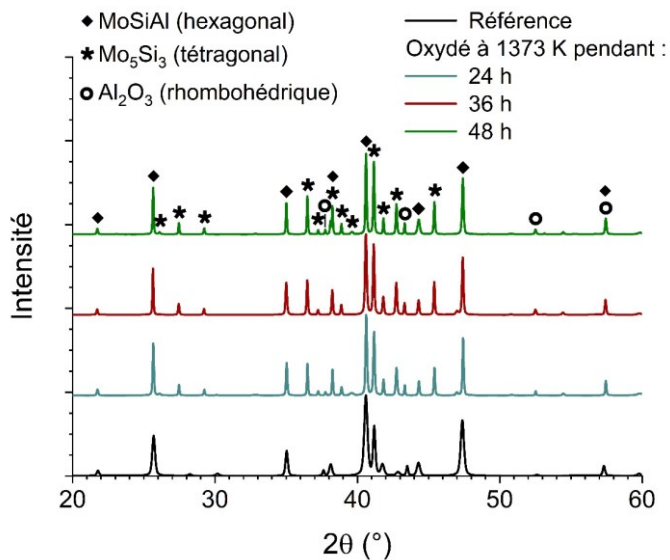 ◆ MoSiAl (hexagonal)
* Mo₅Si₃ (tétragonal)
o Al₂O₃ (rhombohédrique)
Référence
Oxydé à 1373 K pendant :
24 h
36 h
48 h
Intensité
20 30 40 50 60
2θ (°)